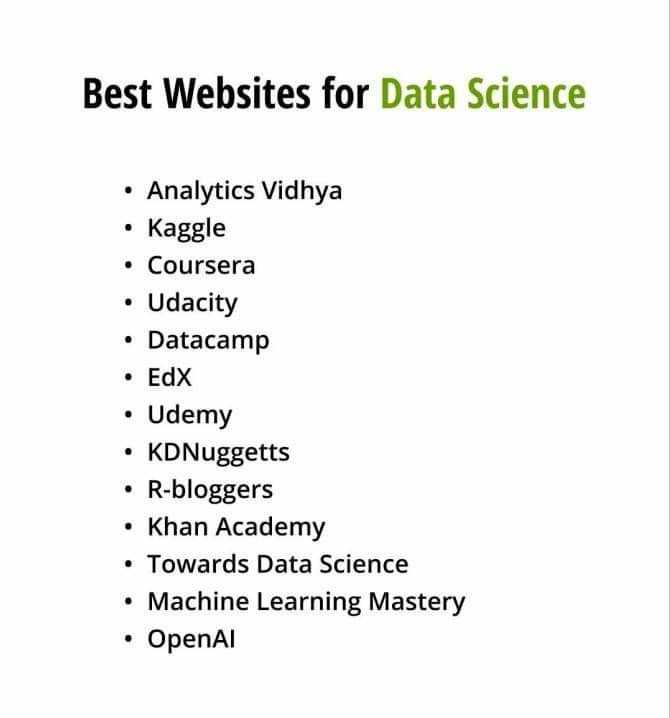 Best Websites for Data Science
• Analytics Vidhya
• Kaggle
• Coursera
• Udacity
• Datacamp
• EdX
• Udemy
• KDNuggetts
• R-bloggers
• Khan Academy
• Towards Data Science
• Machine Learning Mastery
• OpenAI